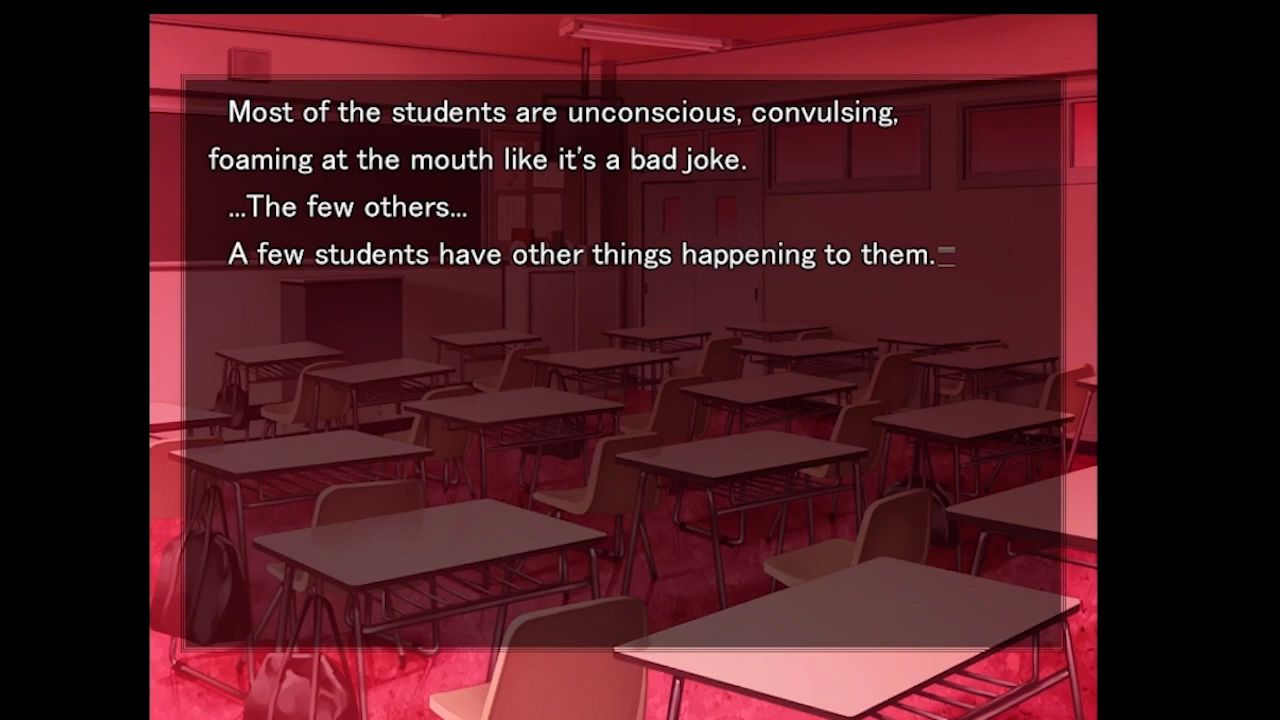 Most of the students are unconscious, convulsing,
foaming at the mouth like it's a bad joke.
...The few others...
A few students have other things happening to them.